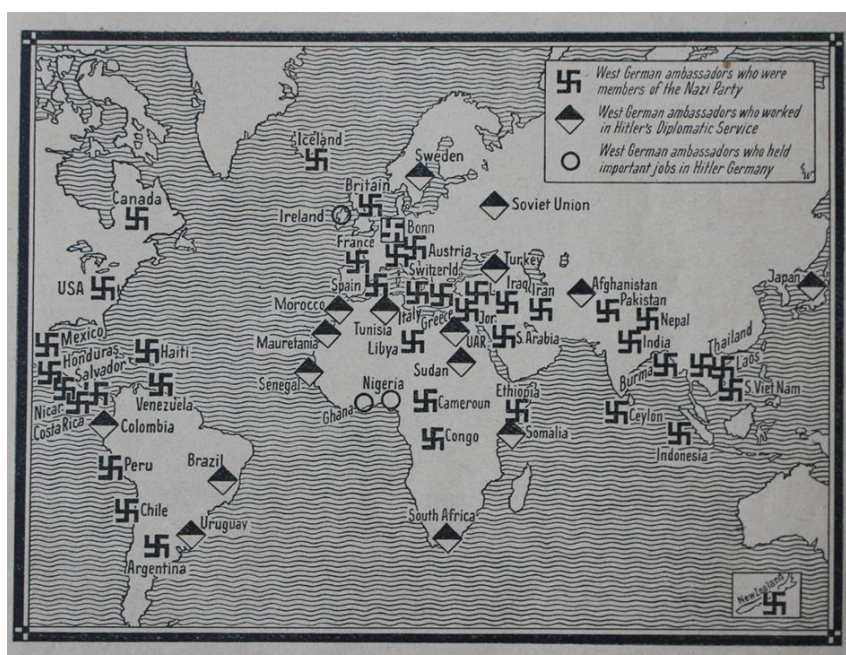 West German ambassadors who were
members of the Nazi Party
West German ambassadors who worked
in Hitler's Diplomatic Service
West German ambassadors who held
important jobs in Hitler Germany
Iceland
Sweden
Canada
Britain
Ireland
Soviet Union
Bonn
France
Austria
Switzerld
Turkey
USA
Spain
Iraq
Iran
Afghanistan
Japan
Pakistan
Morocco
Tunisia
Italy
Greece
L.
Jor.
Nepal
Mexico
Mauretania
Libya
UAR
S. Arabia
India
Thailand
Honduras
Haiti
Laos
Salvador
Sudan
Burma
Senegal
Nigeria
S. Viet Nam
Nicar.
Venezuela
Ghana
Cameroun
Ethiopia
Ceylon
Costa Rica
Colombia
Congo
Somalia
Indonesia
Peru
Brazil
Chile
South Africa
Uruguay
Argentina
New Zealand